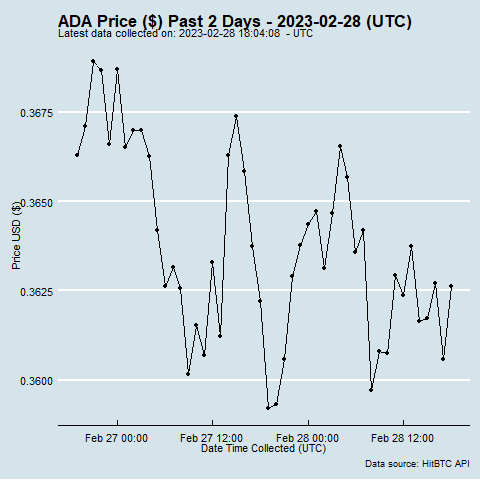 ADA Price ($) Past 2 Days - 2023-02-28 (UTC)
Latest data collected on: 2023-02-28 18:04:08 - UTC
Price USD ($)
0.3675
0.3650
0.3625
0.3600
Feb 27 00:00
Feb 27 12:00
Feb 28 00:00
Feb 28 12:00
Date Time Collected (UTC)
Data source: HitBTC API